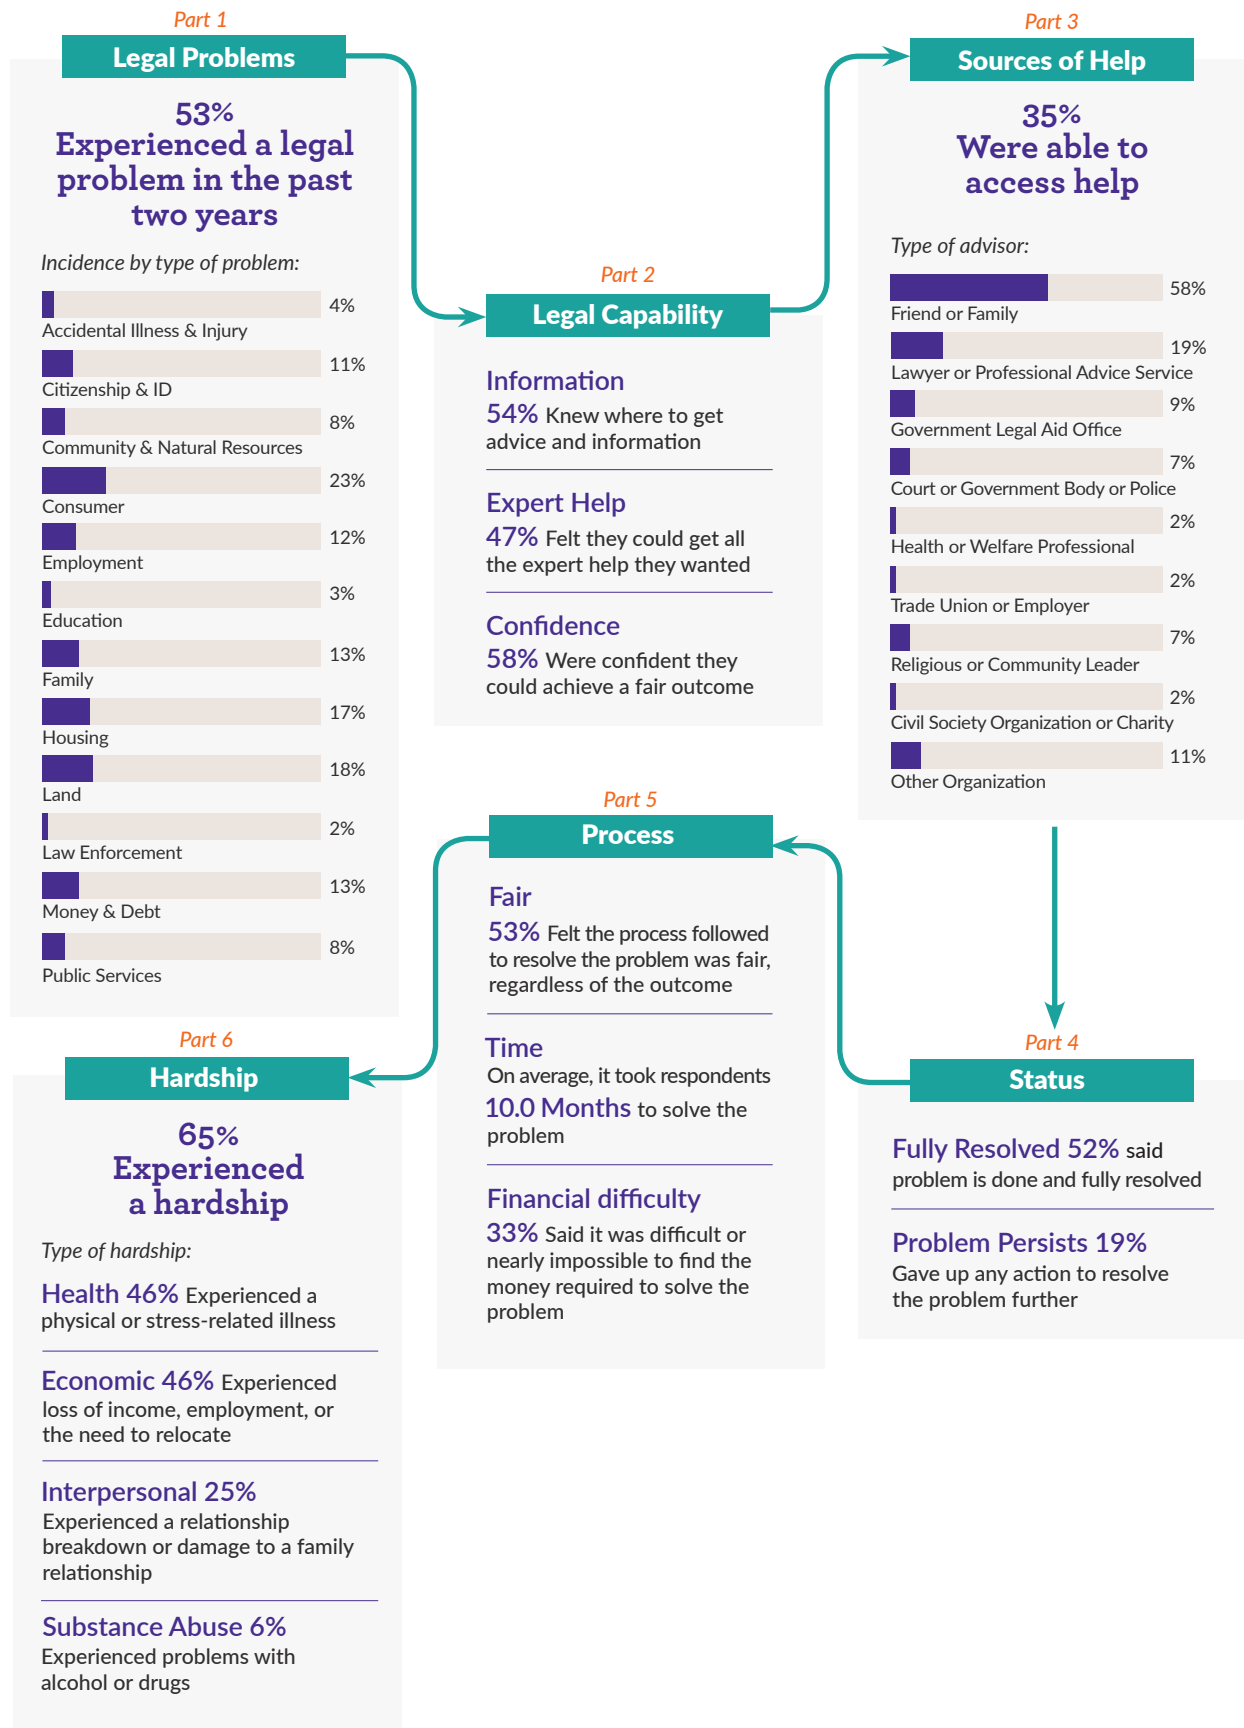 Part 1
Legal Problems
53%
Experienced a legal
problem in the past
two years
Incidence by type of problem:
4%
Accidental Illness & Injury
11%
Citizenship & ID
8%
Community & Natural Resources
23%
Consumer
12%
Employment
3%
Education
13%
Family
17%
Housing
18%
Land
2%
Law Enforcement
13%
Money & Debt
8%
Public Services
Part 2
Legal Capability
Information
54% Knew where to get
advice and information
Expert Help
47% Felt they could get all
the expert help they wanted
Confidence
58% Were confident they
could achieve a fair outcome
Part 3
Sources of Help
35%
Were able to
access help
Type of advisor:
58%
Friend or Family
19%
Lawyer or Professional Advice Service
9%
Government Legal Aid Office
7%
Court or Government Body or Police
2%
Health or Welfare Professional
2%
Trade Union or Employer
7%
Religious or Community Leader
2%
Civil Society Organization or Charity
11%
Other Organization
Part 4
Status
Fully Resolved 52% said
problem is done and fully resolved
Problem Persists 19%
Gave up any action to resolve
the problem further
Part 5
Process
Fair
53% Felt the process followed
to resolve the problem was fair,
regardless of the outcome
Time
On average, it took respondents
10.0 Months to solve the
problem
Financial difficulty
33% Said it was difficult or
nearly impossible to find the
money required to solve the
problem
Part 6
Hardship
65%
Experienced
a hardship
Type of hardship:
Health 46% Experienced a
physical or stress-related illness
Economic 46% Experienced
loss of income, employment, or
the need to relocate
Interpersonal 25%
Experienced a relationship
breakdown or damage to a family
relationship
Substance Abuse 6%
Experienced problems with
alcohol or drugs